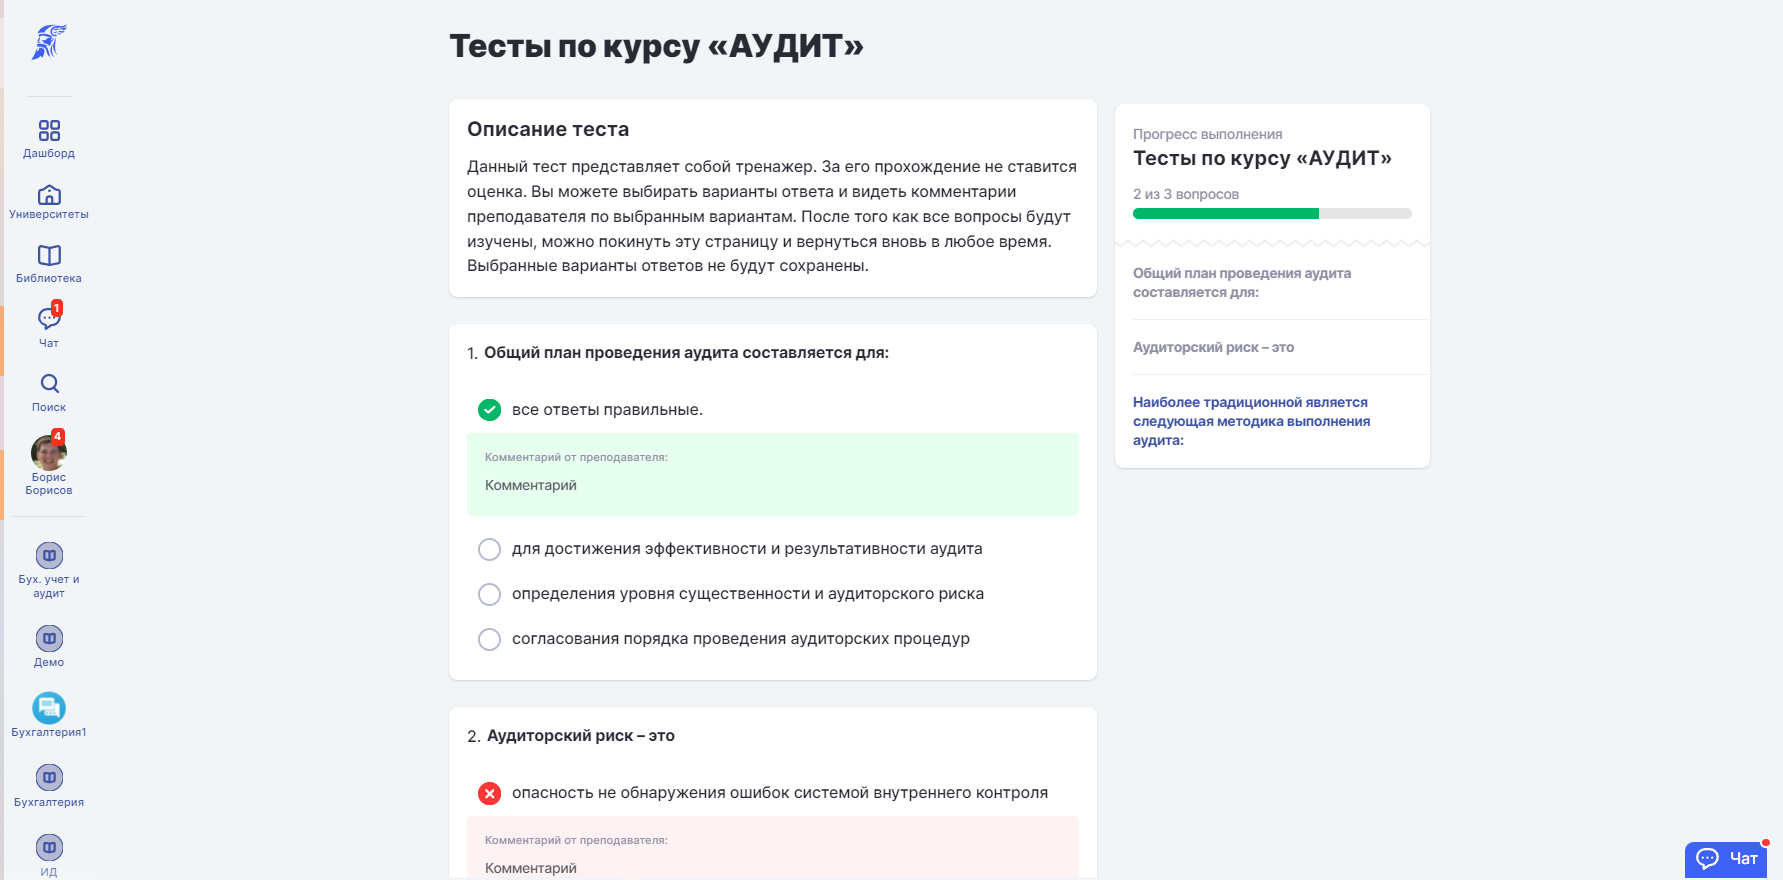 Дашборд
Университеты
Библиотека
1
Чат
Поиск
4
Борис
Борисов
Бух. учет и
аудит
Демо
Бухгалтерия1
Бухгалтерия
ИД
Тесты по курсу «АУДИТ»
Описание теста
Данный тест представляет собой тренажер. За его прохождение не ставится
оценка. Вы можете выбирать варианты ответа и видеть комментарии
преподавателя по выбранным вариантам. После того как все вопросы будут
изучены, можно покинуть эту страницу и вернуться вновь в любое время.
Выбранные варианты ответов не будут сохранены.
1. Общий план проведения аудита составляется для:
все ответы правильные.
Комментарий от преподавателя:
Комментарий
для достижения эффективности и результативности аудита
определения уровня существенности и аудиторского риска
согласования порядка проведения аудиторских процедур
2. Аудиторский риск – это
опасность не обнаружения ошибок системой внутреннего контроля
Комментарий от преподавателя:
Комментарий
Прогресс выполнения
Тесты по курсу «АУДИТ»
2 из 3 вопросов
Общий план проведения аудита
составляется для:
Аудиторский риск – это
Наиболее традиционной является
следующая методика выполнения
аудита:
Чат